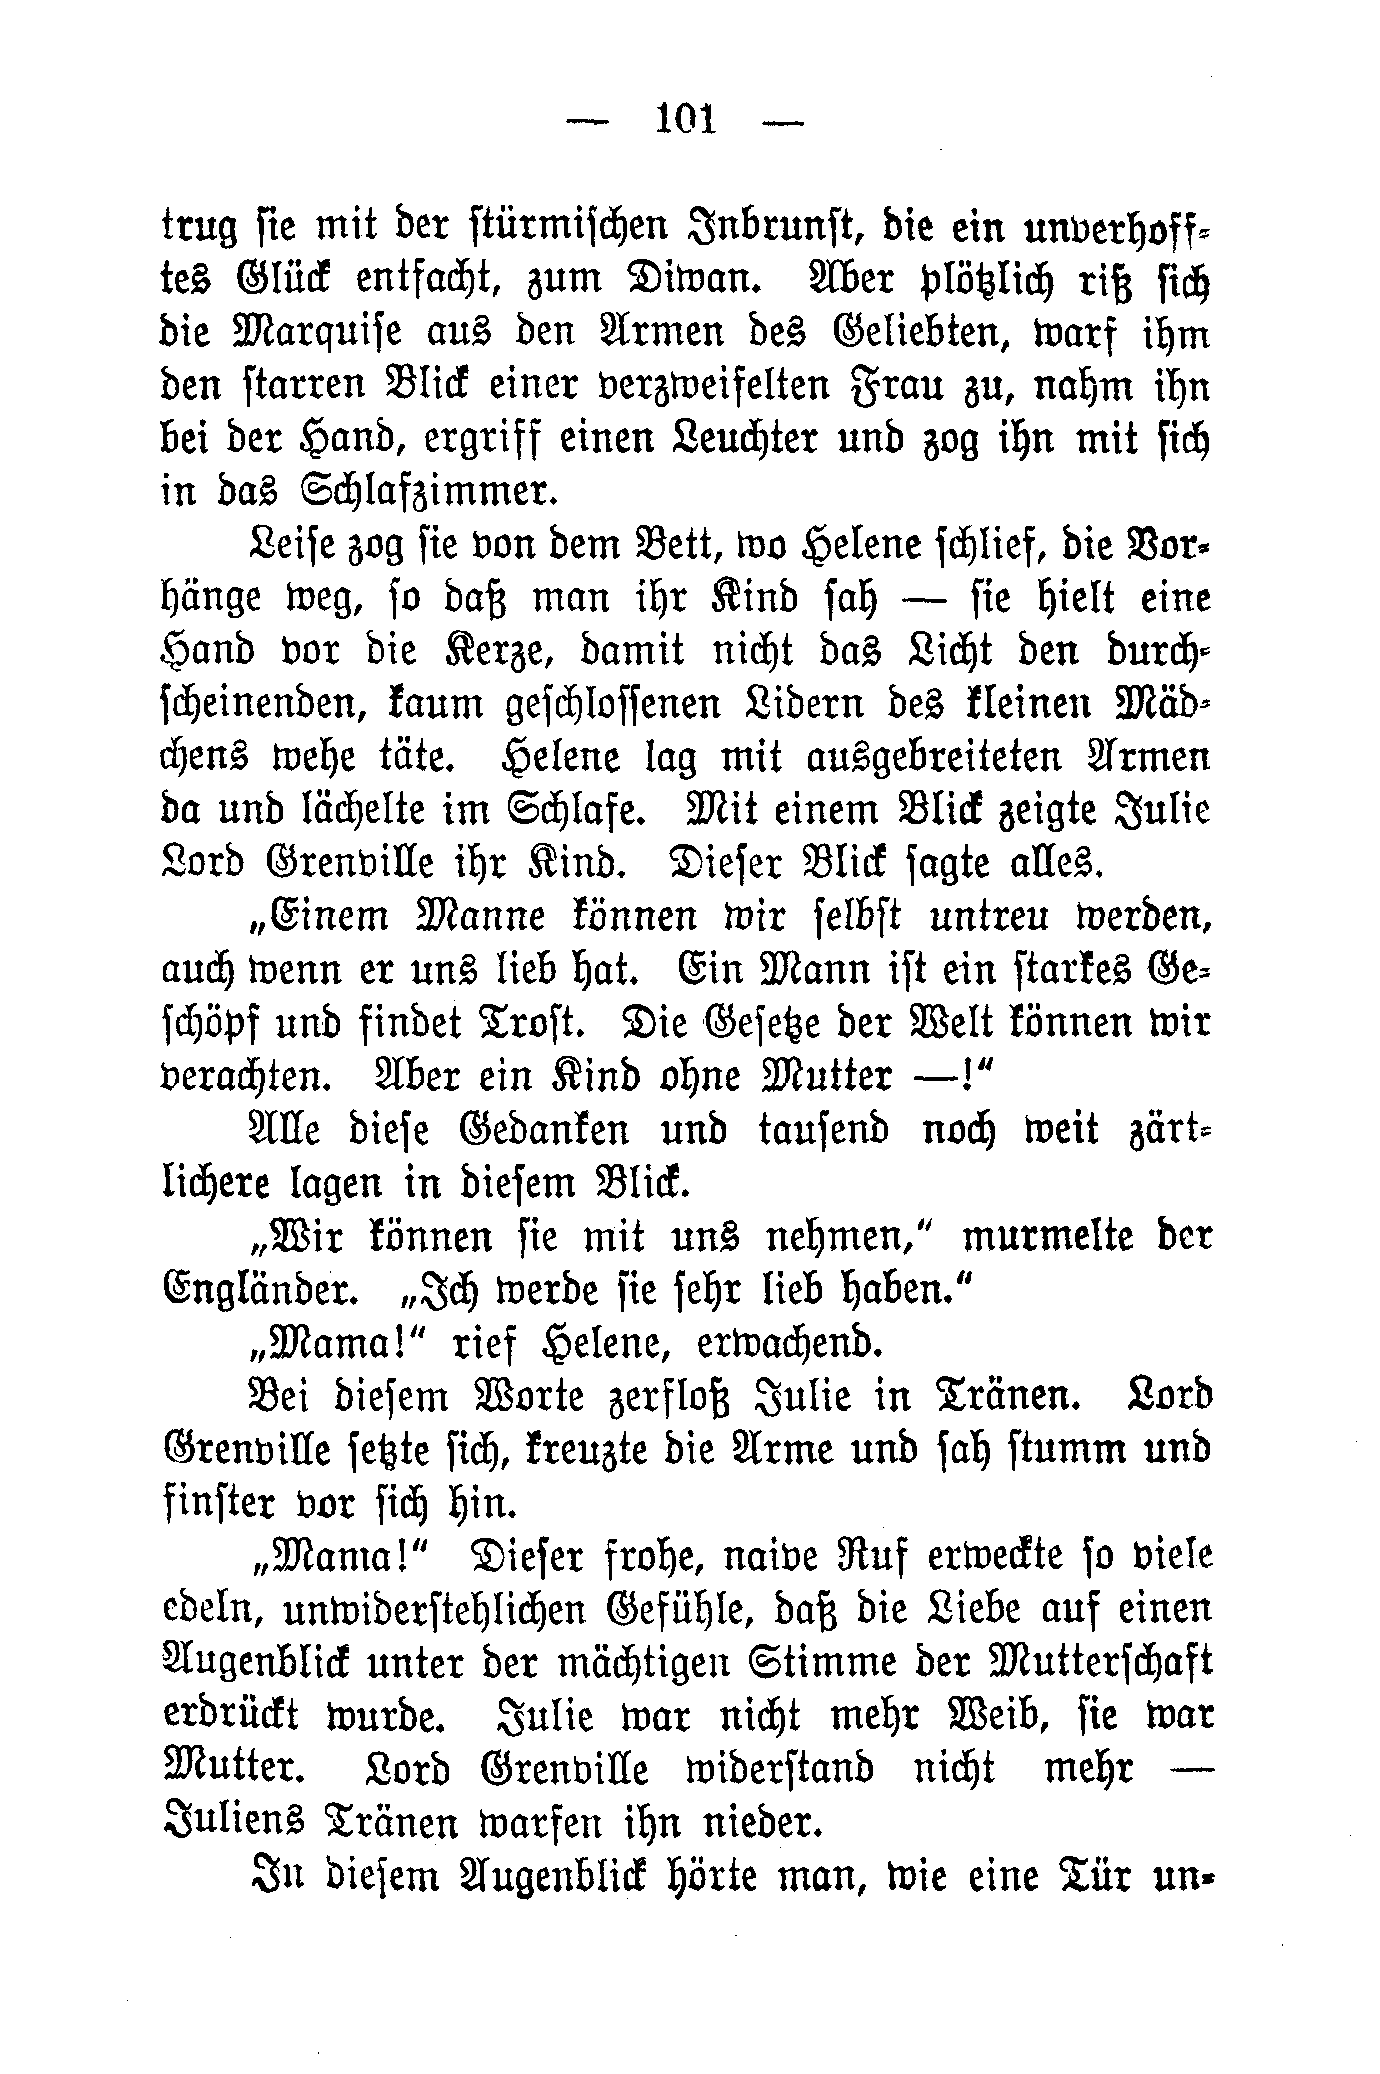 — 101 —
trug sie mit der stürmischen Inbrunst, die ein unverhoff-
tes Glück entfacht, zum Diwan. Aber plötzlich riß sich
die Marquise aus den Armen des Geliebten, warf ihm
den starren Blick einer verzweifelten Frau zu, nahm ihn
bei der Hand, ergriff einen Leuchter und zog ihn mit sich
in das Schlafzimmer.
Leise zog sie von dem Bett, wo Helene schlief, die Vor-
hänge weg, so daß man ihr Kind sah — sie hielt eine
Hand vor die Kerze, damit nicht das Licht den durch-
scheinenden, kaum geschlossenen Lidern des kleinen Mäd-
chens wehe täte. Helene lag mit ausgebreiteten Armen
da und lächelte im Schlafe. Mit einem Blick zeigte Julie
Lord Grenville ihr Kind. Dieser Blick sagte alles.
„Einem Manne können wir selbst untreu werden,
auch wenn er uns lieb hat. Ein Mann ist ein starkes Ge-
schöpf und findet Trost. Die Gesetze der Welt können wir
verachten. Aber ein Kind ohne Mutter —!“
Alle diese Gedanken und tausend noch weit zärt-
lichere lagen in diesem Blick.
„Wir können sie mit uns nehmen,“ murmelte der
Engländer. „Ich werde sie sehr lieb haben.“
„Mama!“ rief Helene, erwachend.
Bei diesem Worte zerfloß Julie in Tränen. Lord
Grenville setzte sich, kreuzte die Arme und sah stumm und
finster vor sich hin.
„Mama!“ Dieser frohe, naive Ruf erweckte so viele
edeln, unwiderstehlichen Gefühle, daß die Liebe auf einen
Augenblick unter der mächtigen Stimme der Mutterschaft
erdrückt wurde. Julie war nicht mehr Weib, sie war
Mutter. Lord Grenville widerstand nicht mehr —
Juliens Tränen warfen ihn nieder.
In diesem Augenblick hörte man, wie eine Tür un-